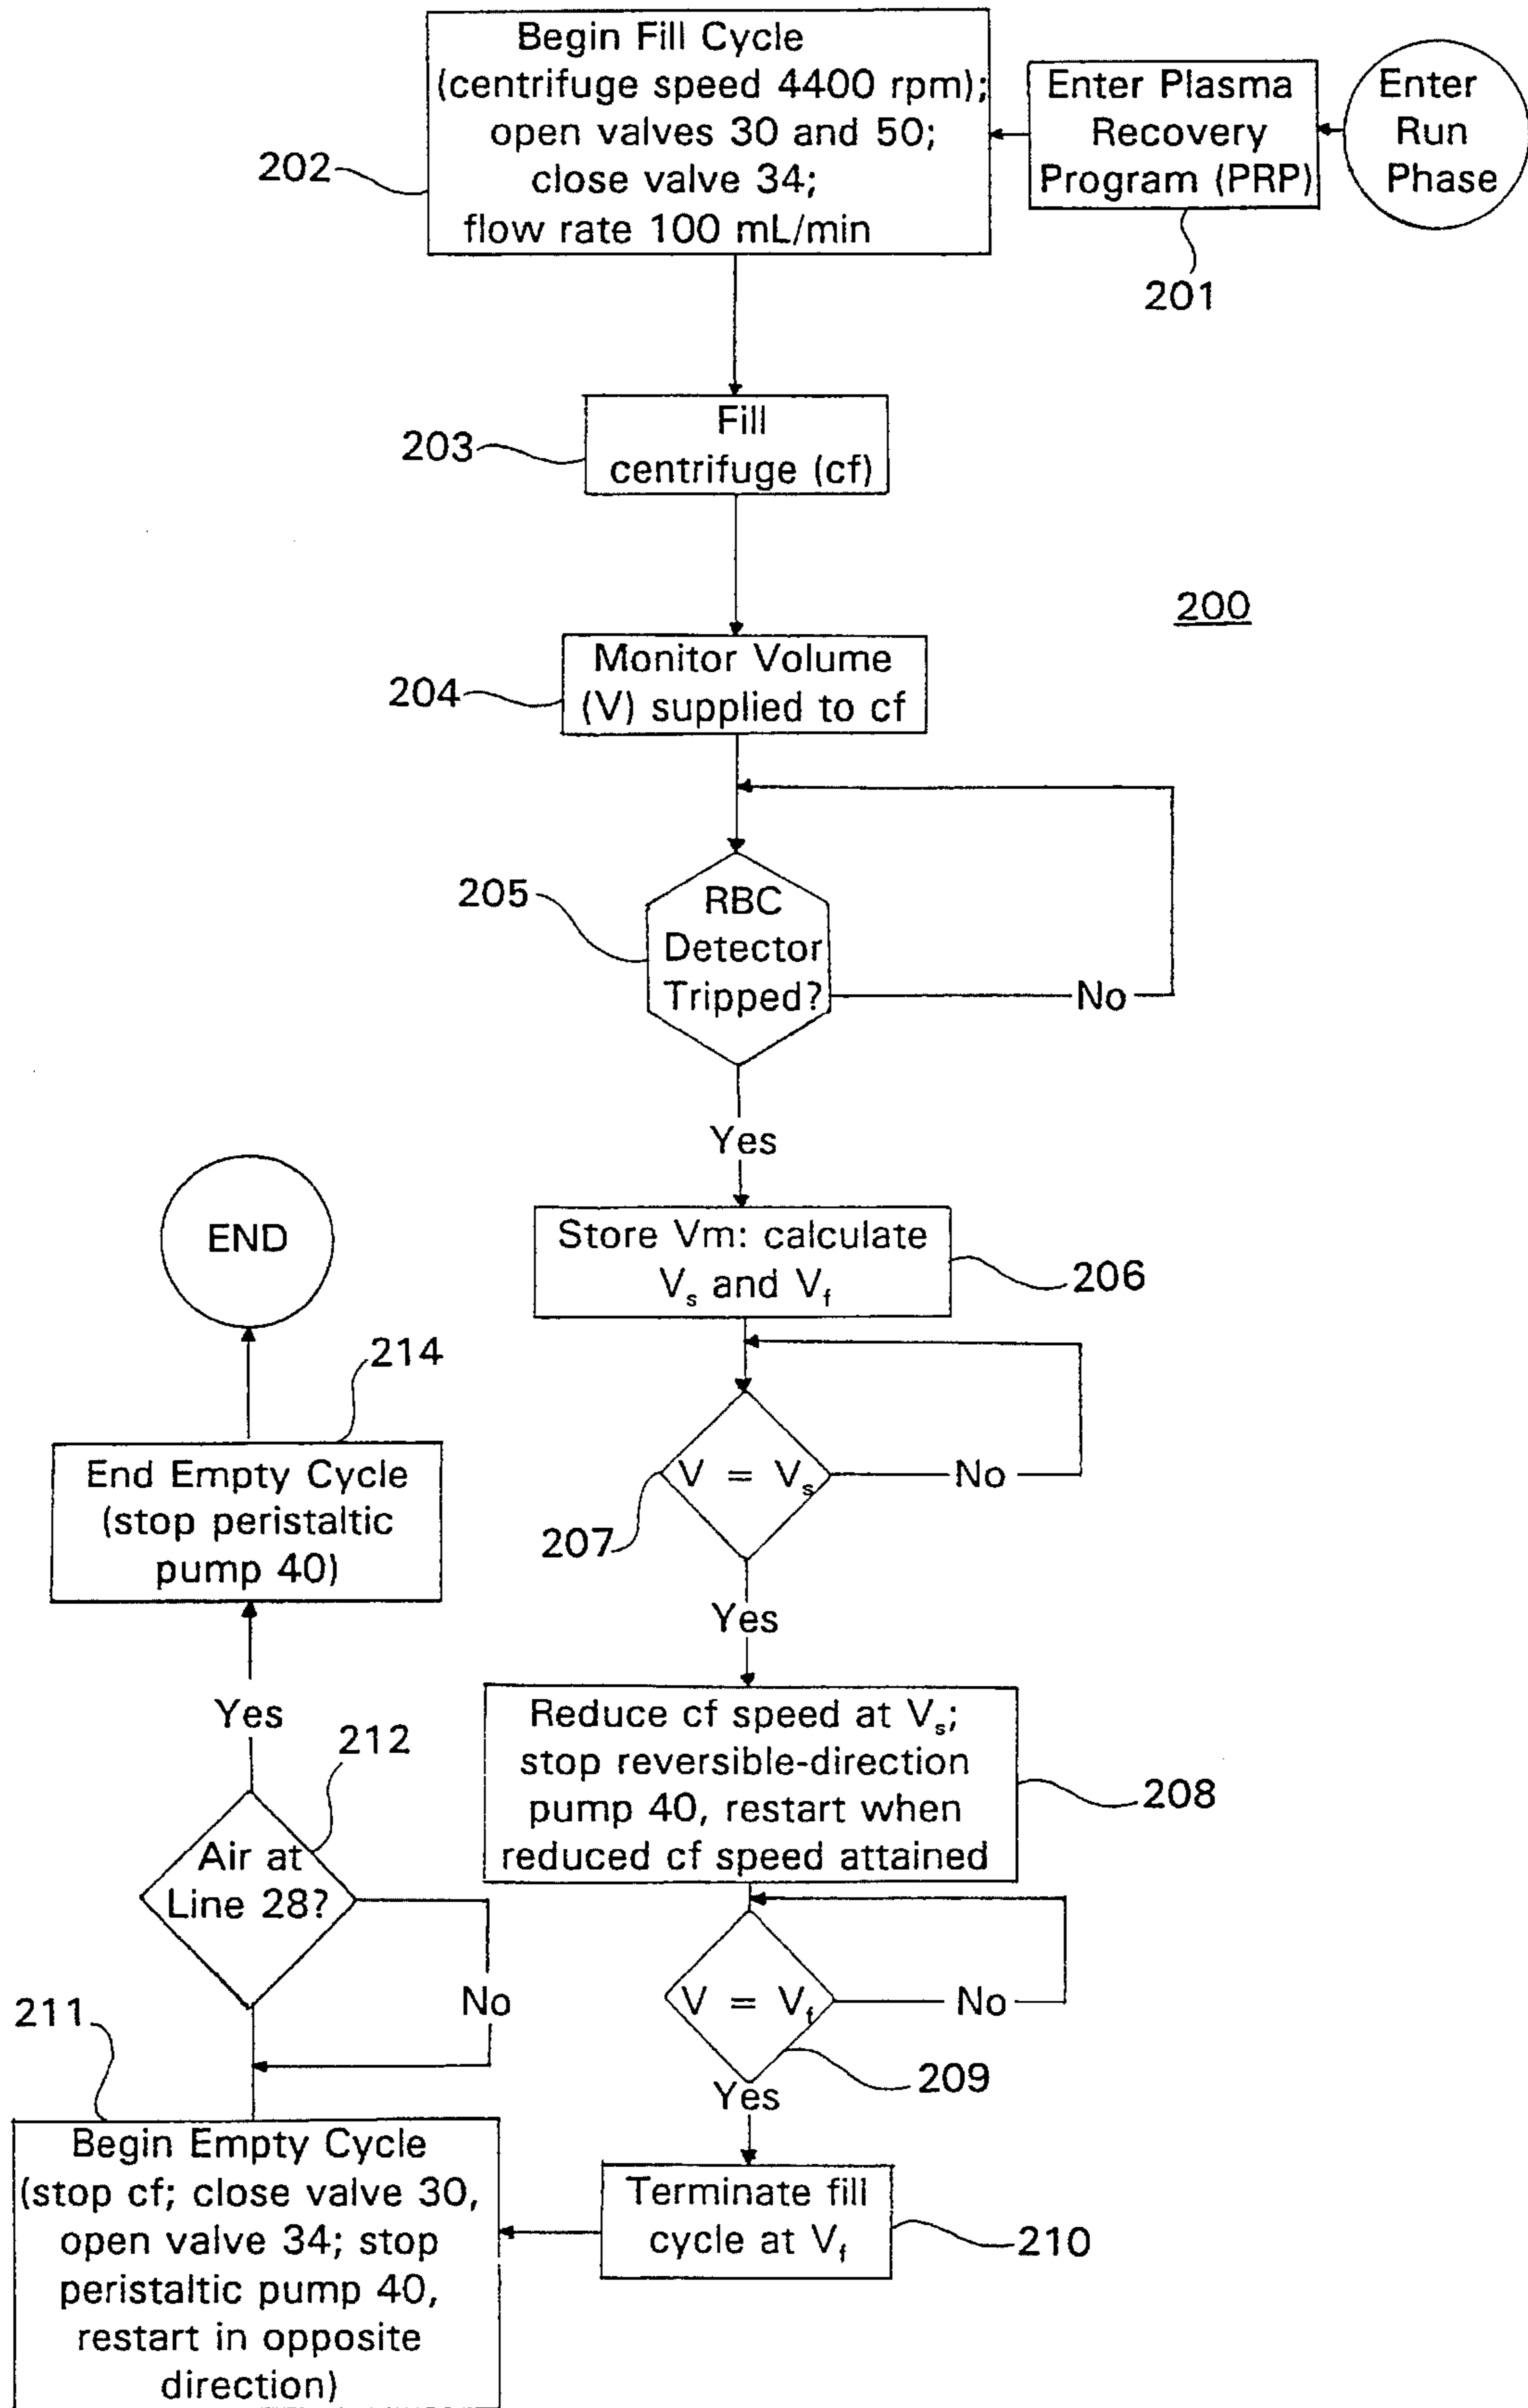 Enter
Run
Phase
Enter Plasma
Recovery
Program (PRP)
201
Begin Fill Cycle
(centrifuge speed 4400 rpm);
open valves 30 and 50;
close valve 34;
flow rate 100 mL/min
202
Fill
centrifuge (cf)
203
200
Monitor Volume
(V) supplied to cf
204
RBC
Detector
Tripped?
205
No
Yes
Store Vm: calculate
Vs and Vf
206
V = Vs
207
No
Yes
Reduce cf speed at Vs;
stop reversible-direction
pump 40, restart when
reduced cf speed attained
208
V = Vf
No
209
Yes
Terminate fill
cycle at Vf
210
211
Begin Empty Cycle
(stop cf; close valve 30,
open valve 34; stop
peristaltic pump 40,
restart in opposite
direction)
Air at
Line 28?
212
No
Yes
End Empty Cycle
(stop peristaltic
pump 40)
214
END